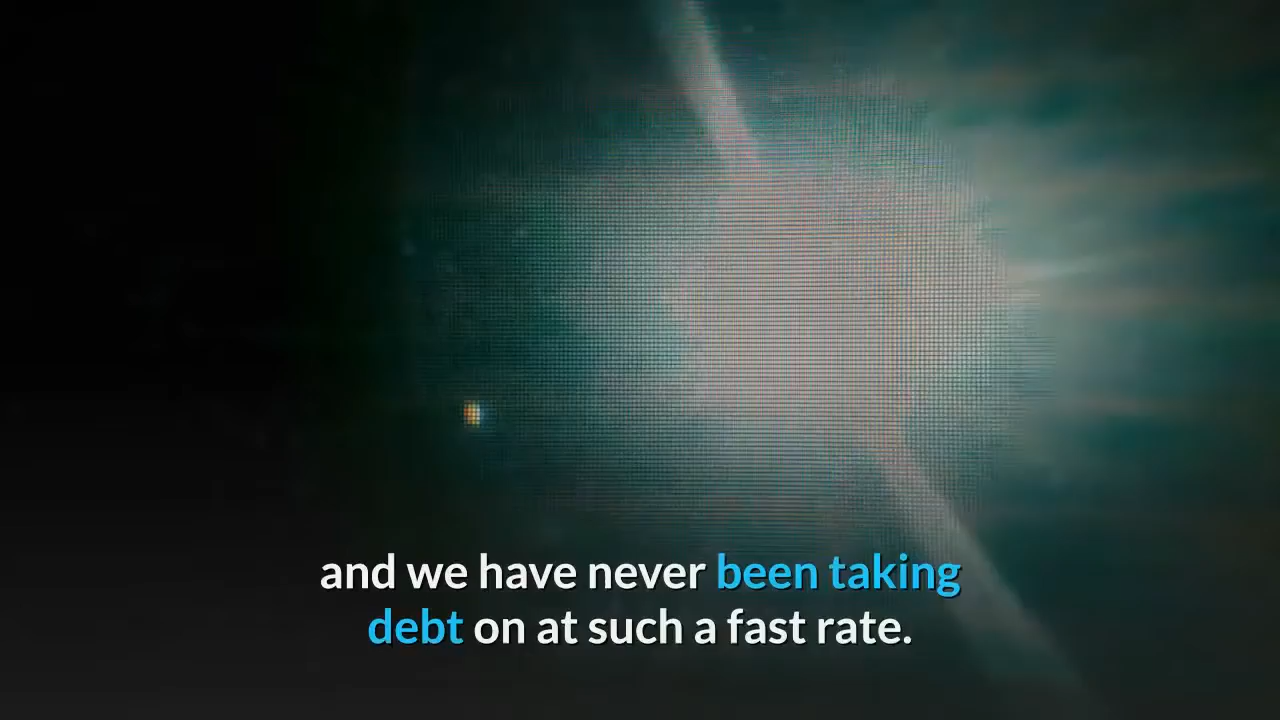 and we have never been taking
debt on at such a fast rate.